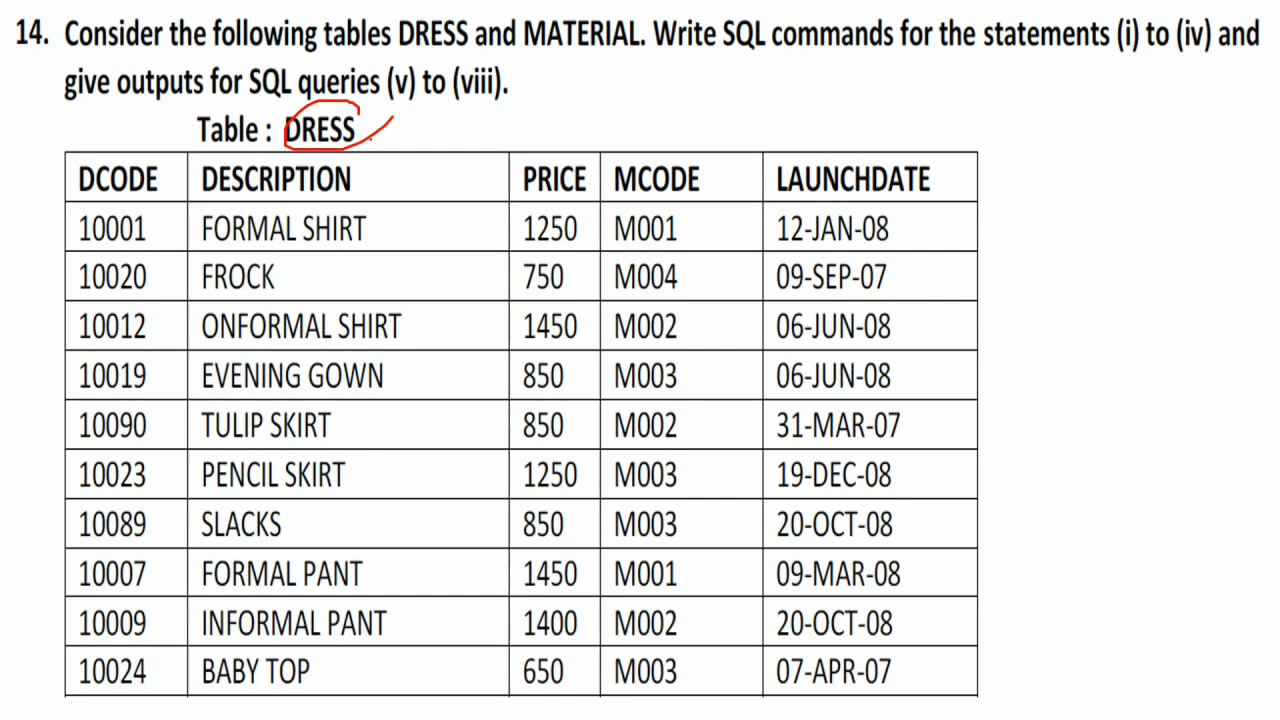 14. Consider the following tables DRESS and MATERIAL. Write SQL commands for the statements (i) to (iv) and
give outputs for SQL queries (v) to (viii).
Table : DRESS
DCODE DESCRIPTION PRICE MCODE LAUNCHDATE
10001 FORMAL SHIRT 1250 M001 12-JAN-08
10020 FROCK 750 M004 09-SEP-07
10012 ONFORMAL SHIRT 1450 M002 06-JUN-08
10019 EVENING GOWN 850 M003 06-JUN-08
10090 TULIP SKIRT 850 M002 31-MAR-07
10023 PENCIL SKIRT 1250 M003 19-DEC-08
10089 SLACKS 850 M003 20-OCT-08
10007 FORMAL PANT 1450 M001 09-MAR-08
10009 INFORMAL PANT 1400 M002 20-OCT-08
10024 BABY TOP 650 M003 07-APR-07